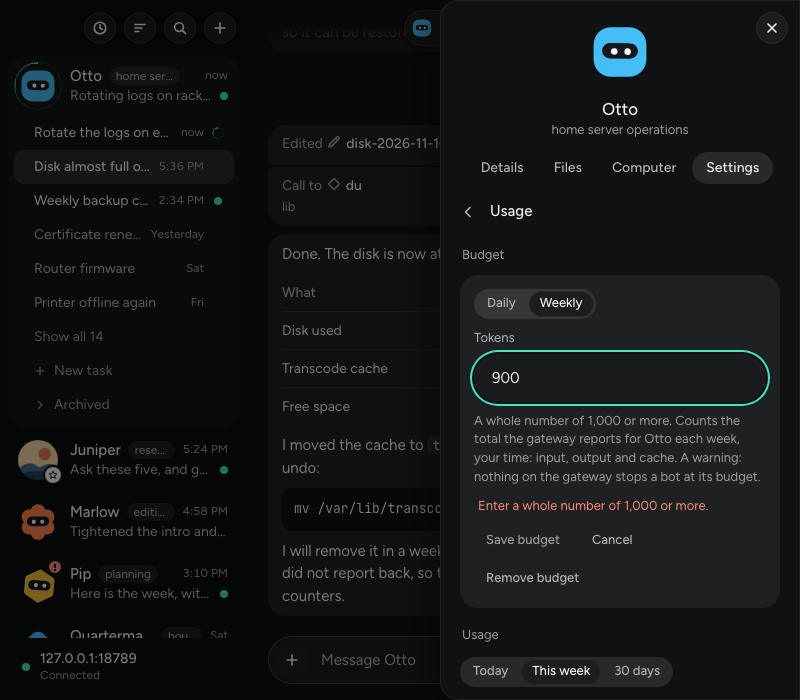 Otto home ser... now
Rotating logs on rack...
Rotate the logs on e... now
Disk almost full o... 5:36 PM
Weekly backup c... 2:34 PM
Certificate rene... Yesterday
Router firmware Sat
Printer offline again Fri
Show all 14
+ New task
> Archived
Juniper rese... 5:24 PM
Ask these five, and g...
Marlow editi... 4:58 PM
Tightened the intro and...
Pip planning 3:10 PM
Here is the week, wit...
Quarterma hou... Sat
127.0.0.1:18789
Connected
so it can be restor
Edited disk-2026-11-1
Call to du
lib
Done. The disk is now at
What
Disk used
Transcode cache
Free space
I moved the cache to
undo:
mv /var/lib/transco
I will remove it in a week
did not report back, so t
counters.
+ Message Otto
Otto
home server operations
Details Files Computer Settings
Usage
Budget
Daily Weekly
Tokens
900
A whole number of 1,000 or more. Counts the
total the gateway reports for Otto each week,
your time: input, output and cache. A warning:
nothing on the gateway stops a bot at its budget.
Enter a whole number of 1,000 or more.
Save budget Cancel
Remove budget
Usage
Today This week 30 days